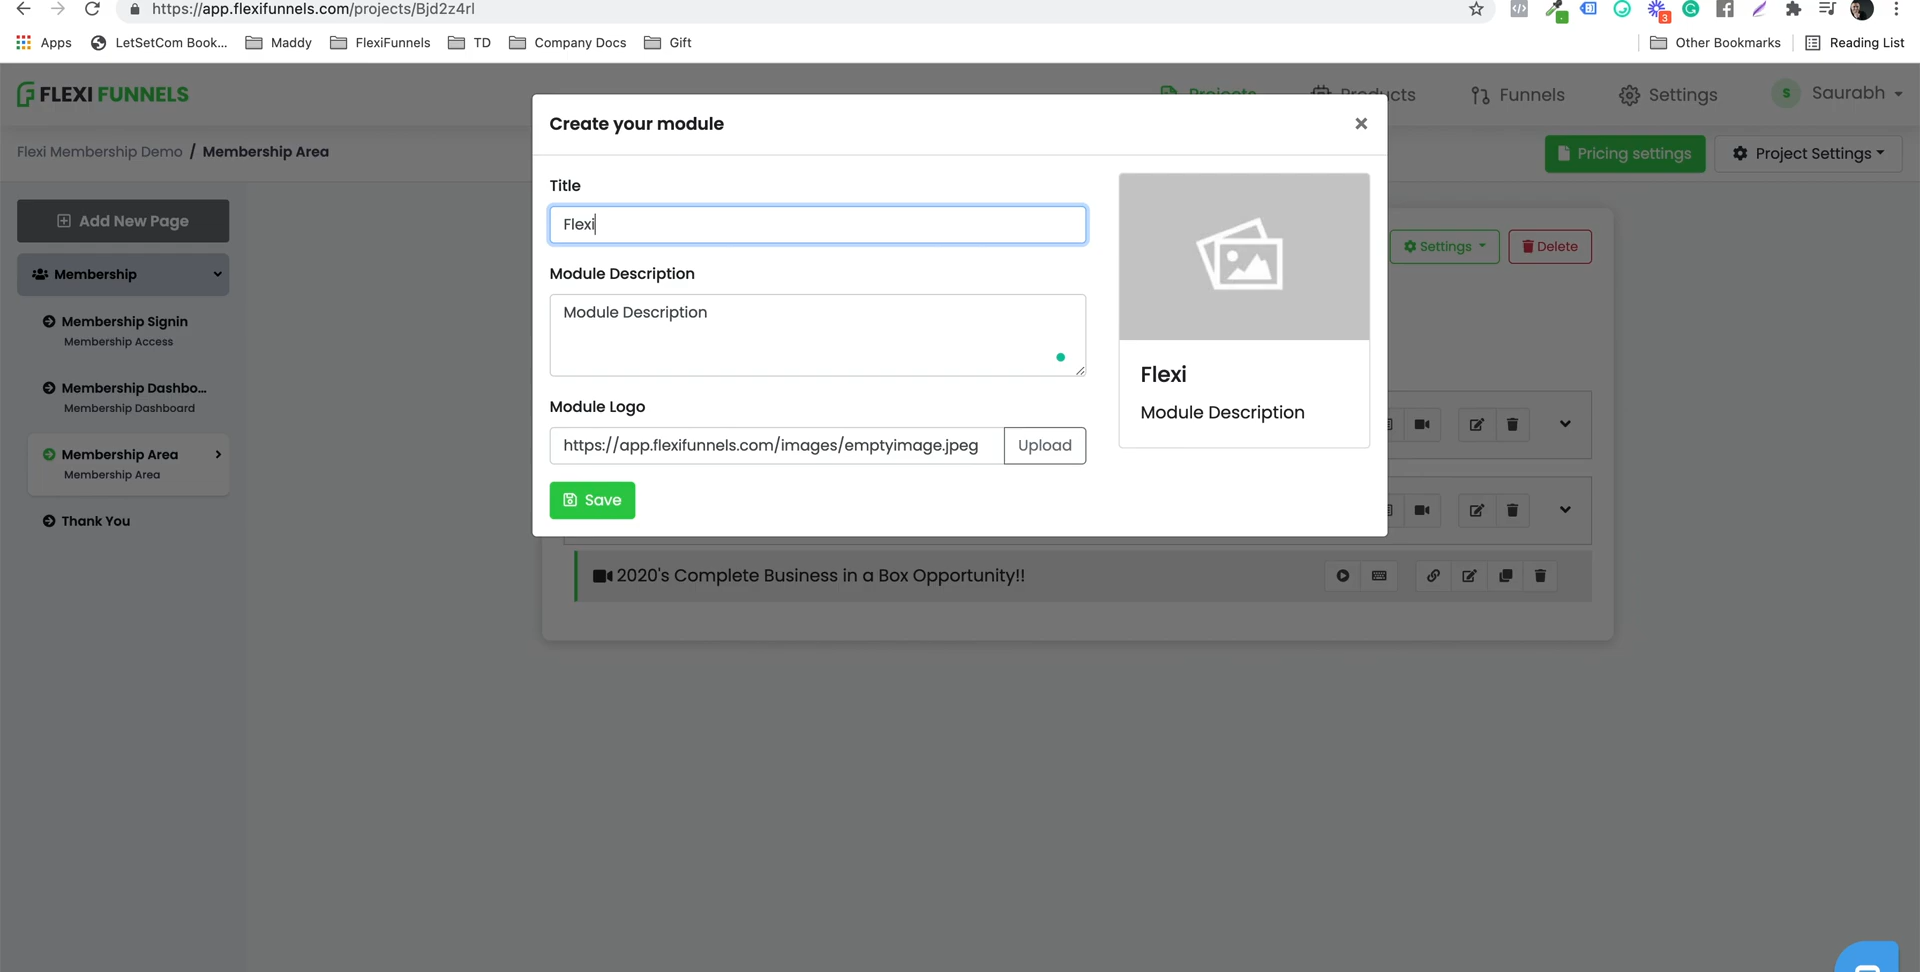 https://app.flexifunnels.com/projects/Bjd2z4rl
3
Apps
LetSetCom Book...
Maddy
FlexiFunnels
TD
Company Docs
Gift
Other Bookmarks
Reading List
FLEXI FUNNELS
Projects
Products
Funnels
Settings
S
Saurabh
Flexi Membership Demo / Membership Area
Pricing settings
Project Settings
Add New Page
Membership
Membership Signin
Membership Access
Membership Dashbo...
Membership Dashboard
Membership Area
Membership Area
Thank You
Create your module
Title
Flexi
Module Description
Module Description
Module Logo
https://app.flexifunnels.com/images/emptyimage.jpeg
Upload
Save
Flexi
Module Description
Settings
Delete
2020's Complete Business in a Box Opportunity!!